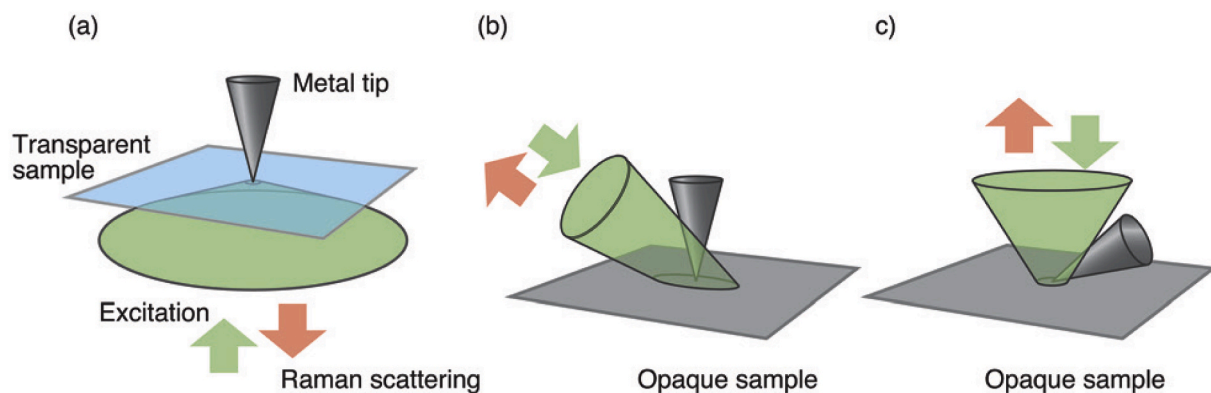 (a)
(b)
c)
Metal tip
Transparent
sample
Excitation
Raman scattering
Opaque sample
Opaque sample